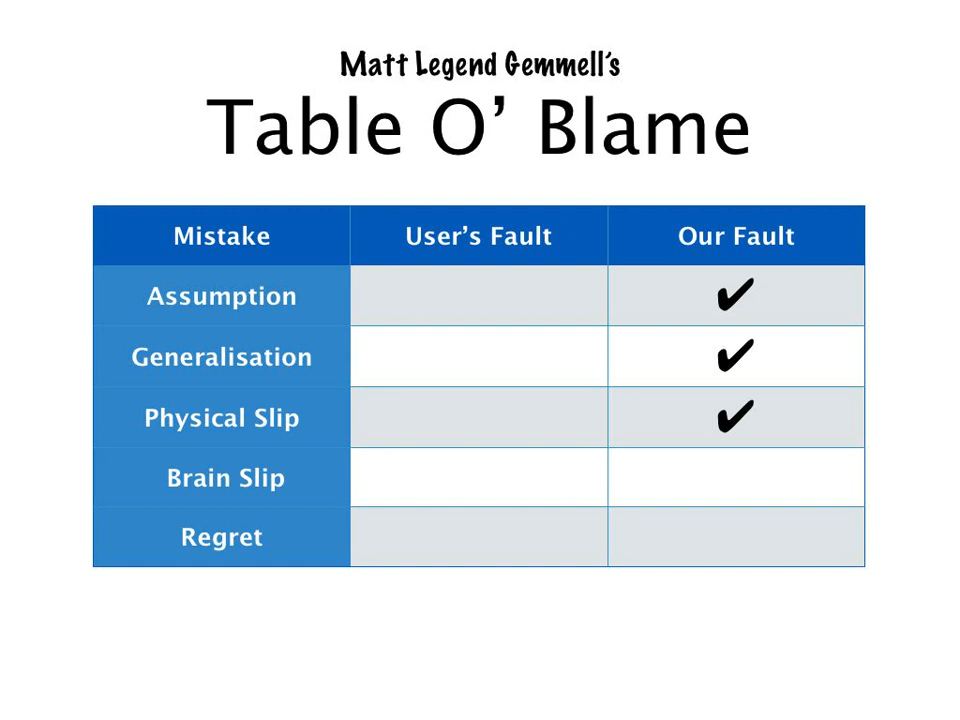 Matt Legend Gemmell's
Table O’ Blame
Mistake User’s Fault Our Fault
Assumption ✔
Generalisation ✔
Physical Slip ✔
Brain Slip
Regret